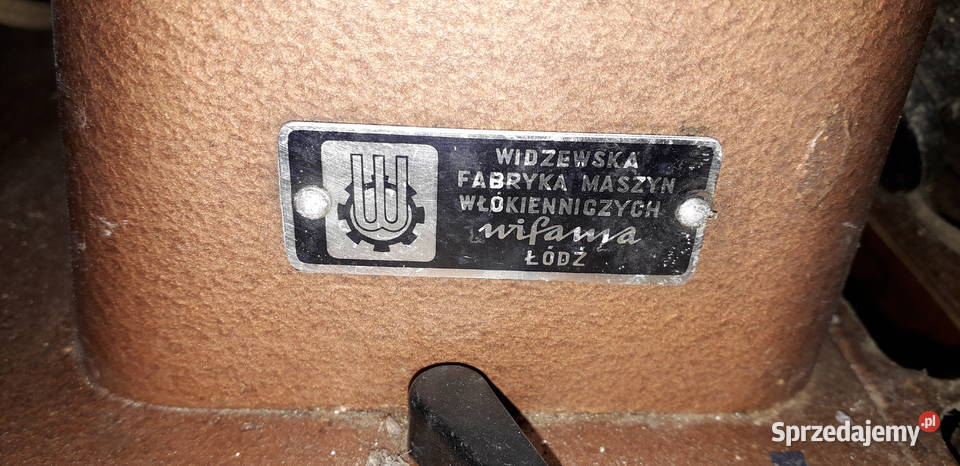 WIDZEWSKA
FABRYKA MASZYN
WŁÓKIENNICZYCH
wifama
ŁÓDŹ
Sprzedajemy.pl